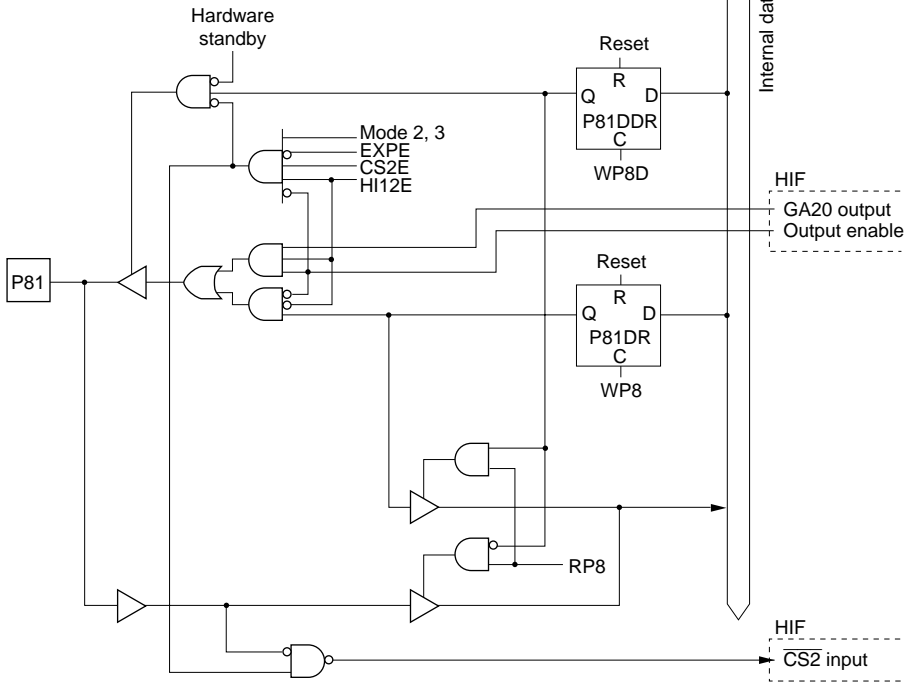 Hardware
standby
Mode 2, 3
EXPE
CS2E
HI12E
Reset
R
Q D
P81DDR
C
WP8D
Internal dat
HIF
GA20 output
Output enable
P81
Reset
R
Q D
P81DR
C
WP8
RP8
HIF
CS2 input